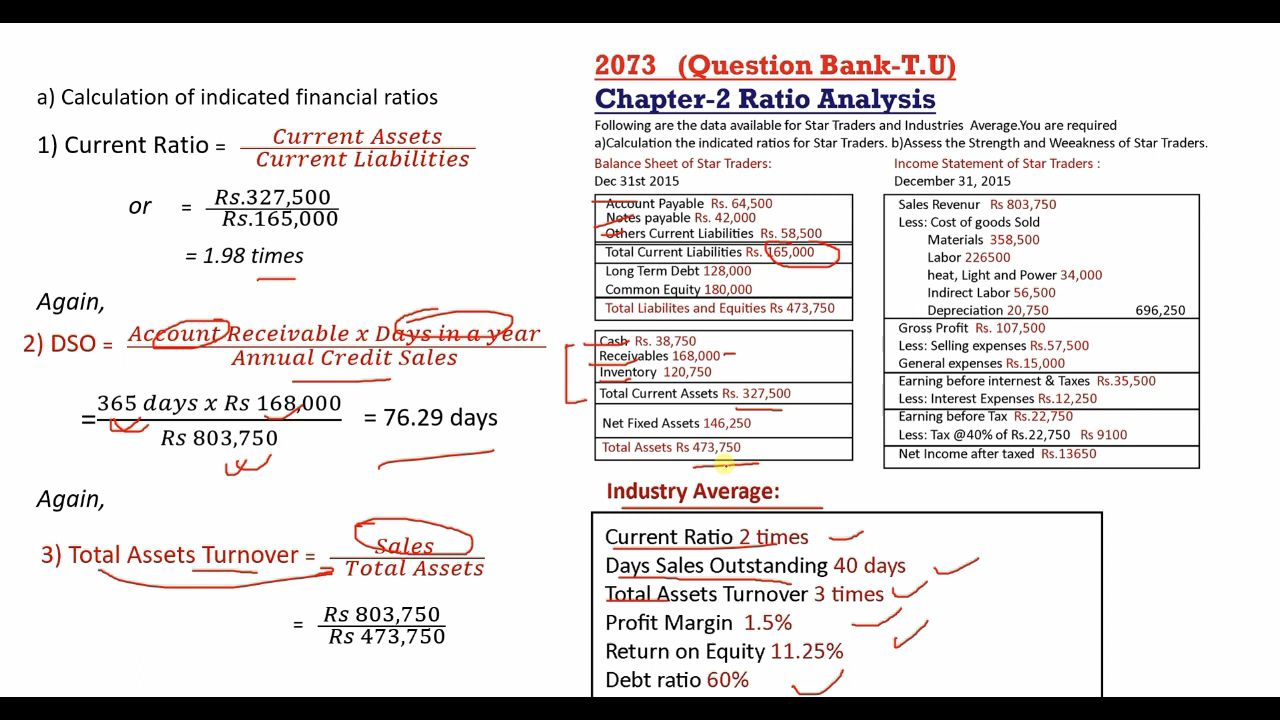 2073 (Question Bank-T.U)
Chapter-2 Ratio Analysis
Following are the data available for Star Traders and Industries Average.You are required
a)Calculation the indicated ratios for Star Traders. b)Assess the Strength and Weeakness of Star Traders.
a) Calculation of indicated financial ratios
1) Current Ratio = Current Assets
Current Liabilities
or = Rs.327,500
Rs.165,000
= 1.98 times
Again,
2) DSO = Account Receivable x Days in a year
Annual Credit Sales
= 365 days x Rs 168,000 = 76.29 days
Rs 803,750
Again,
3) Total Assets Turnover = Sales
Total Assets
= Rs 803,750
Rs 473,750
Balance Sheet of Star Traders:
Dec 31st 2015
Account Payable Rs. 64,500
Notes payable Rs. 42,000
Others Current Liabilities Rs. 58,500
Total Current Liabilities Rs. 165,000
Long Term Debt 128,000
Common Equity 180,000
Total Liabilites and Equities Rs 473,750
Cash Rs. 38,750
Receivables 168,000
Inventory 120,750
Total Current Assets Rs. 327,500
Net Fixed Assets 146,250
Total Assets Rs 473,750
Income Statement of Star Traders :
December 31, 2015
Sales Revenur Rs 803,750
Less: Cost of goods Sold
Materials 358,500
Labor 226500
heat, Light and Power 34,000
Indirect Labor 56,500
Depreciation 20,750 696,250
Gross Profit Rs. 107,500
Less: Selling expenses Rs.57,500
General expenses Rs.15,000
Earning before internest & Taxes Rs.35,500
Less: Interest Expenses Rs.12,250
Earning before Tax Rs.22,750
Less: Tax @40% of Rs.22,750 Rs 9100
Net Income after taxed Rs.13650
Industry Average:
Current Ratio 2 times
Days Sales Outstanding 40 days
Total Assets Turnover 3 times
Profit Margin 1.5%
Return on Equity 11.25%
Debt ratio 60%